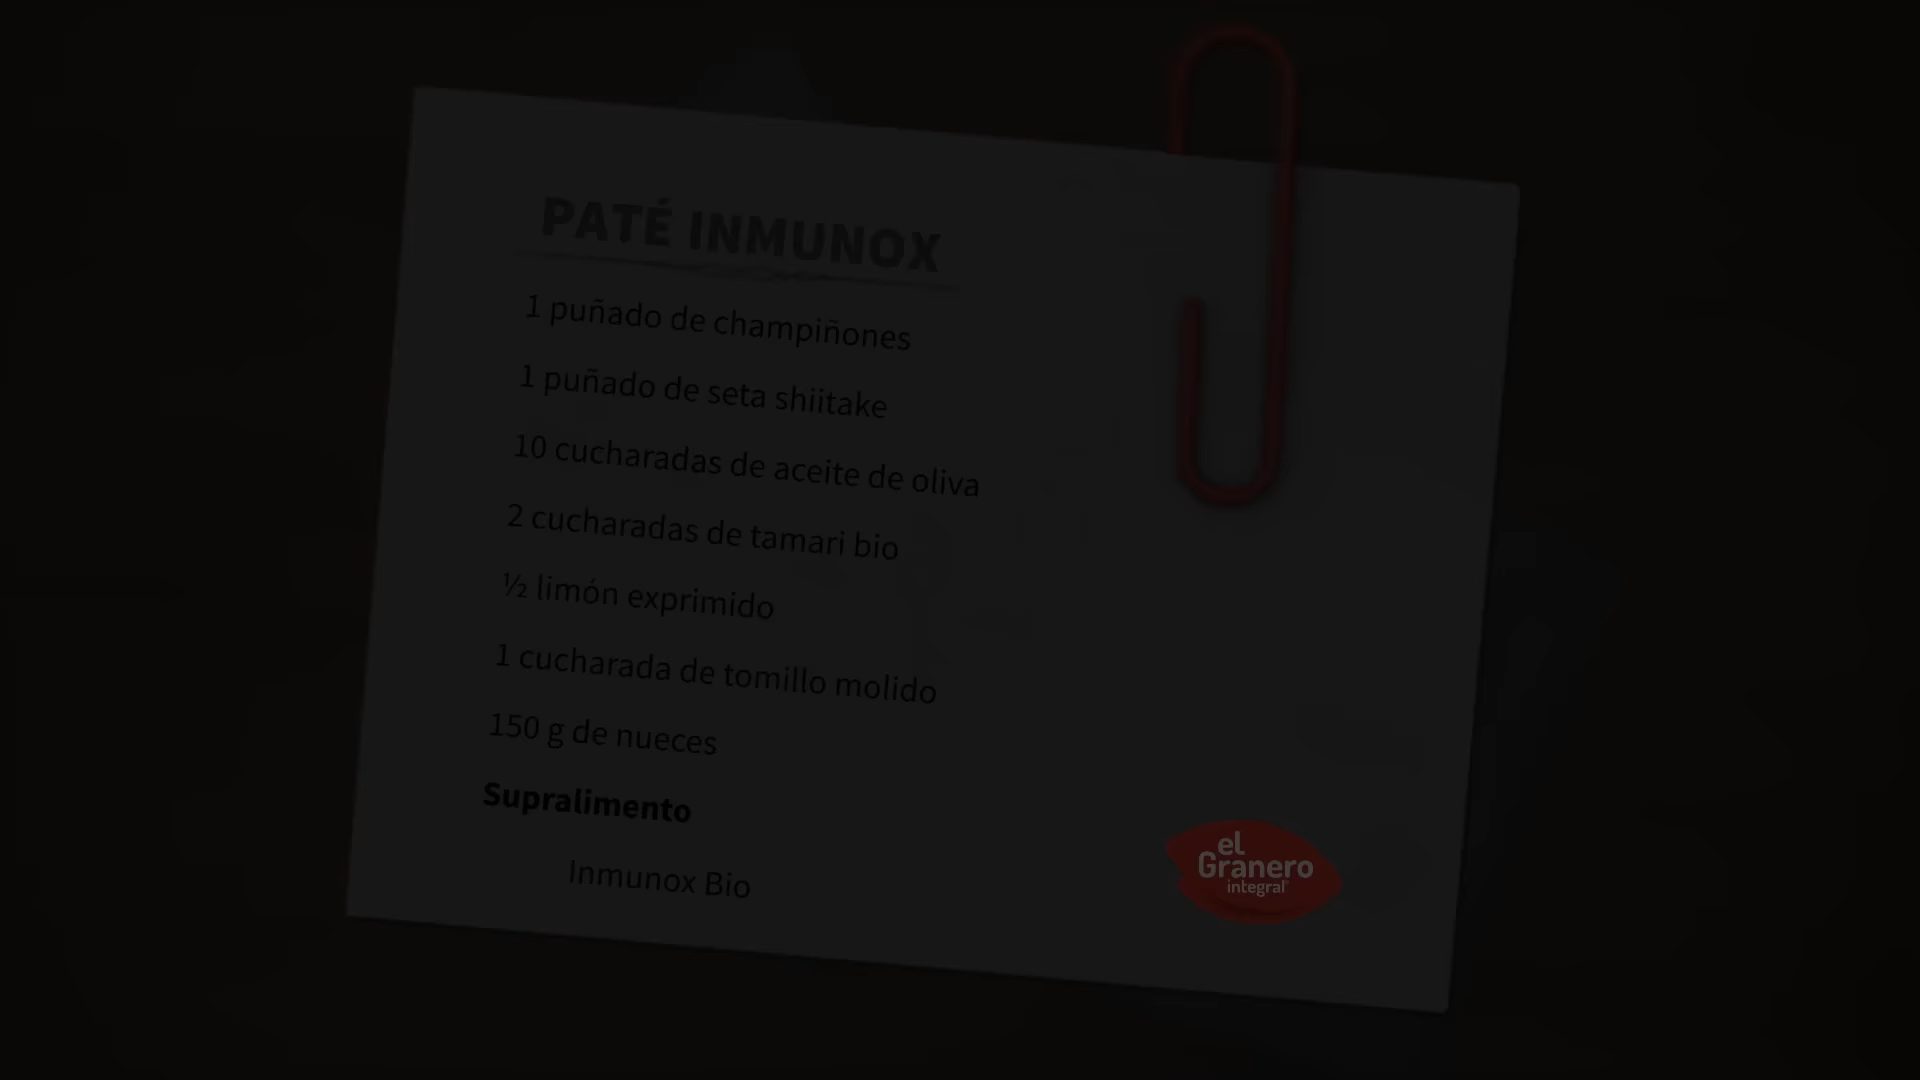 PATÉ INMUNOX
1 puñado de champiñones
1 puñado de seta shiitake
10 cucharadas de aceite de oliva
2 cucharadas de tamari bio
½ limón exprimido
1 cucharada de tomillo molido
150 g de nueces
Supralimento
Inmunox Bio
el
Granero
integral